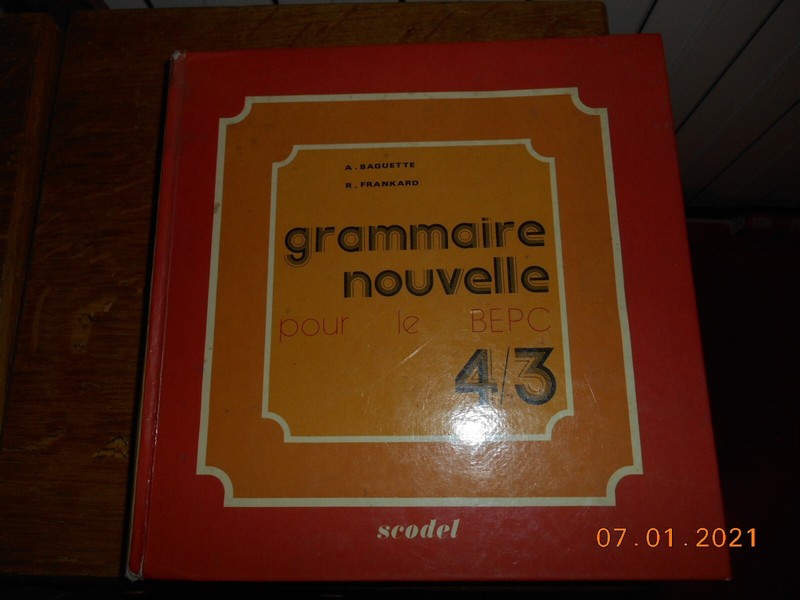 A. BAGUETTE
R. FRANKARD
grammaire
nouvelle
pour le BEPC
4/3
scodel
07.01.2021